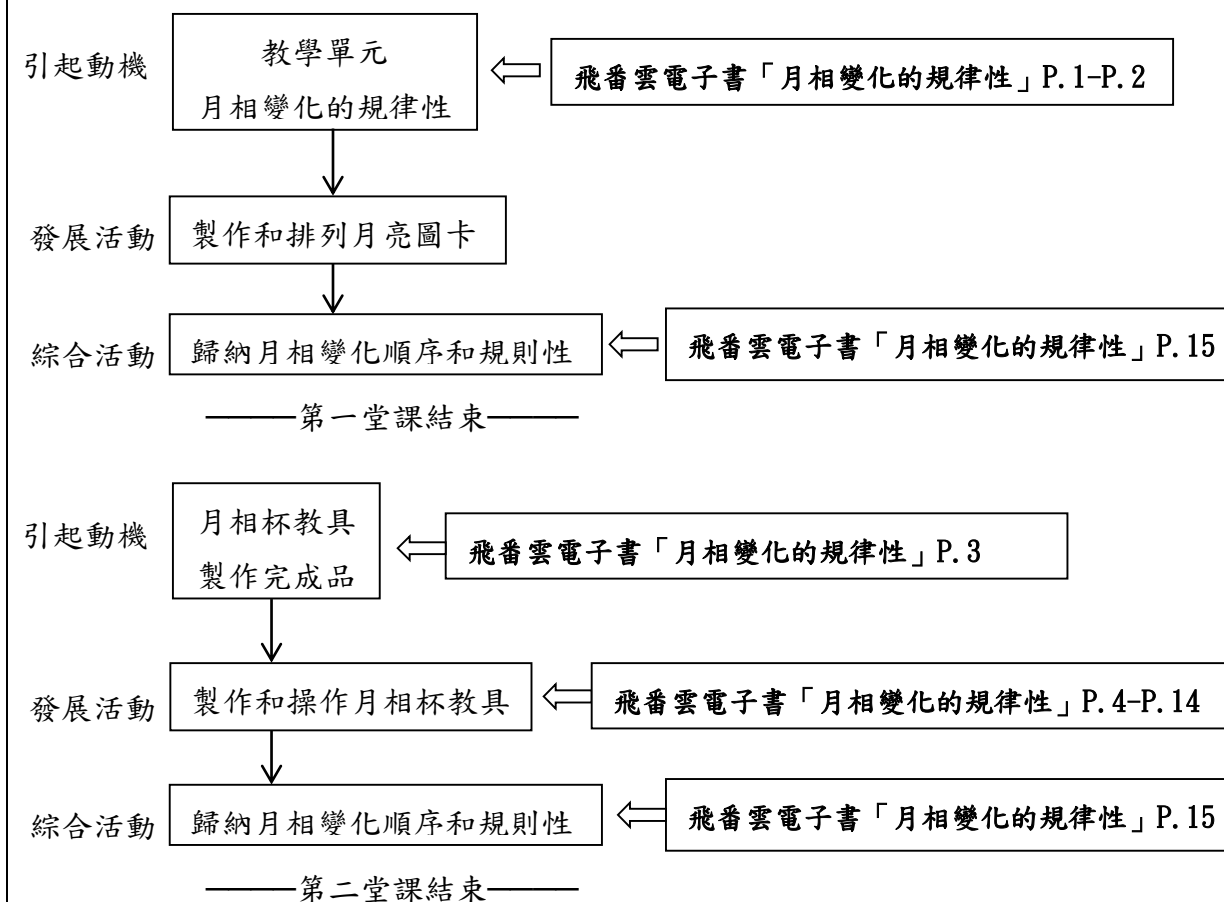 引起動機
教學單元
月相變化的規律性
飛番雲電子書「月相變化的規律性」P.1-P.2
發展活動
製作和排列月亮圖卡
綜合活動
歸納月相變化順序和規則性
飛番雲電子書「月相變化的規律性」P.15
————第一堂課結束————
引起動機
月相杯教具
製作完成品
飛番雲電子書「月相變化的規律性」P.3
發展活動
製作和操作月相杯教具
飛番雲電子書「月相變化的規律性」P.4-P.14
綜合活動
歸納月相變化順序和規則性
飛番雲電子書「月相變化的規律性」P.15
————第二堂課結束————